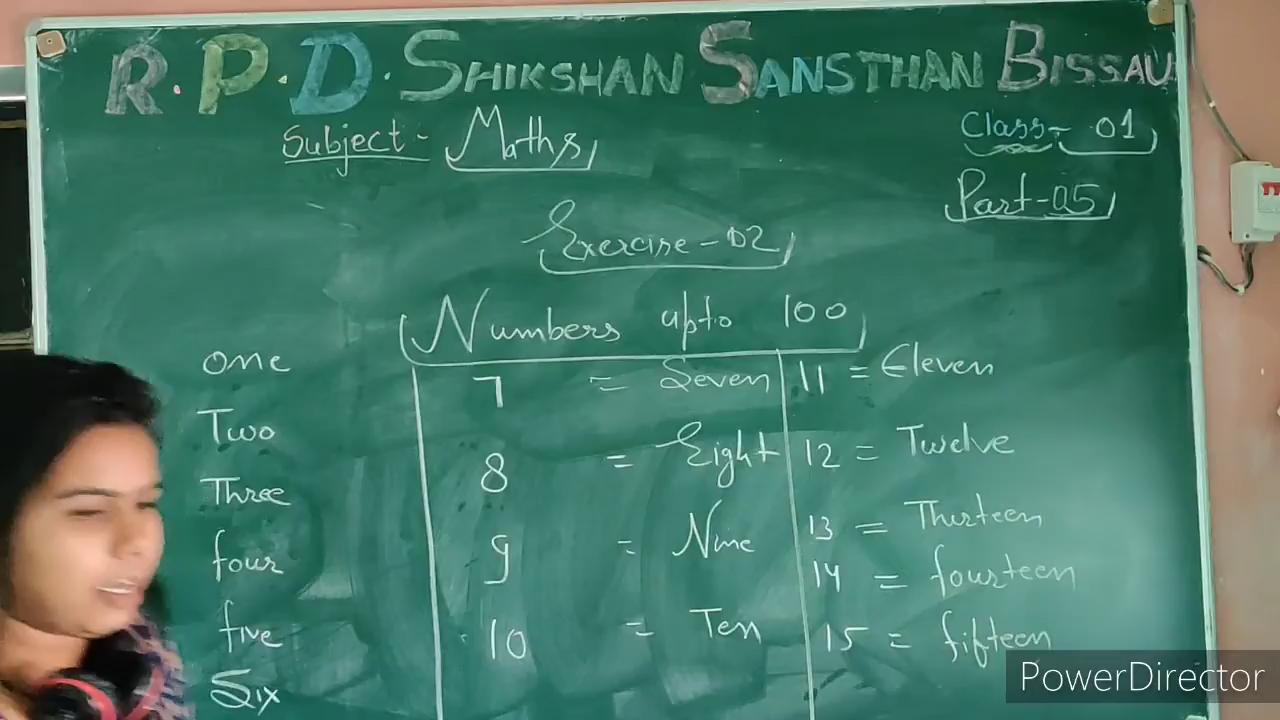 R.P.D. SHIKSHAN SANSTHAN BISSAU
Subject - Maths
Class - 01
Part-05
Exercise-02
Numbers upto 100
one
Two
Three
four
five
Six
7 = Seven
8 = Eight
9 = Nine
10 = Ten
11 = Eleven
12 = Twelve
13 = Thirteen
14 = fourteen
15 = fifteen
PowerDirector